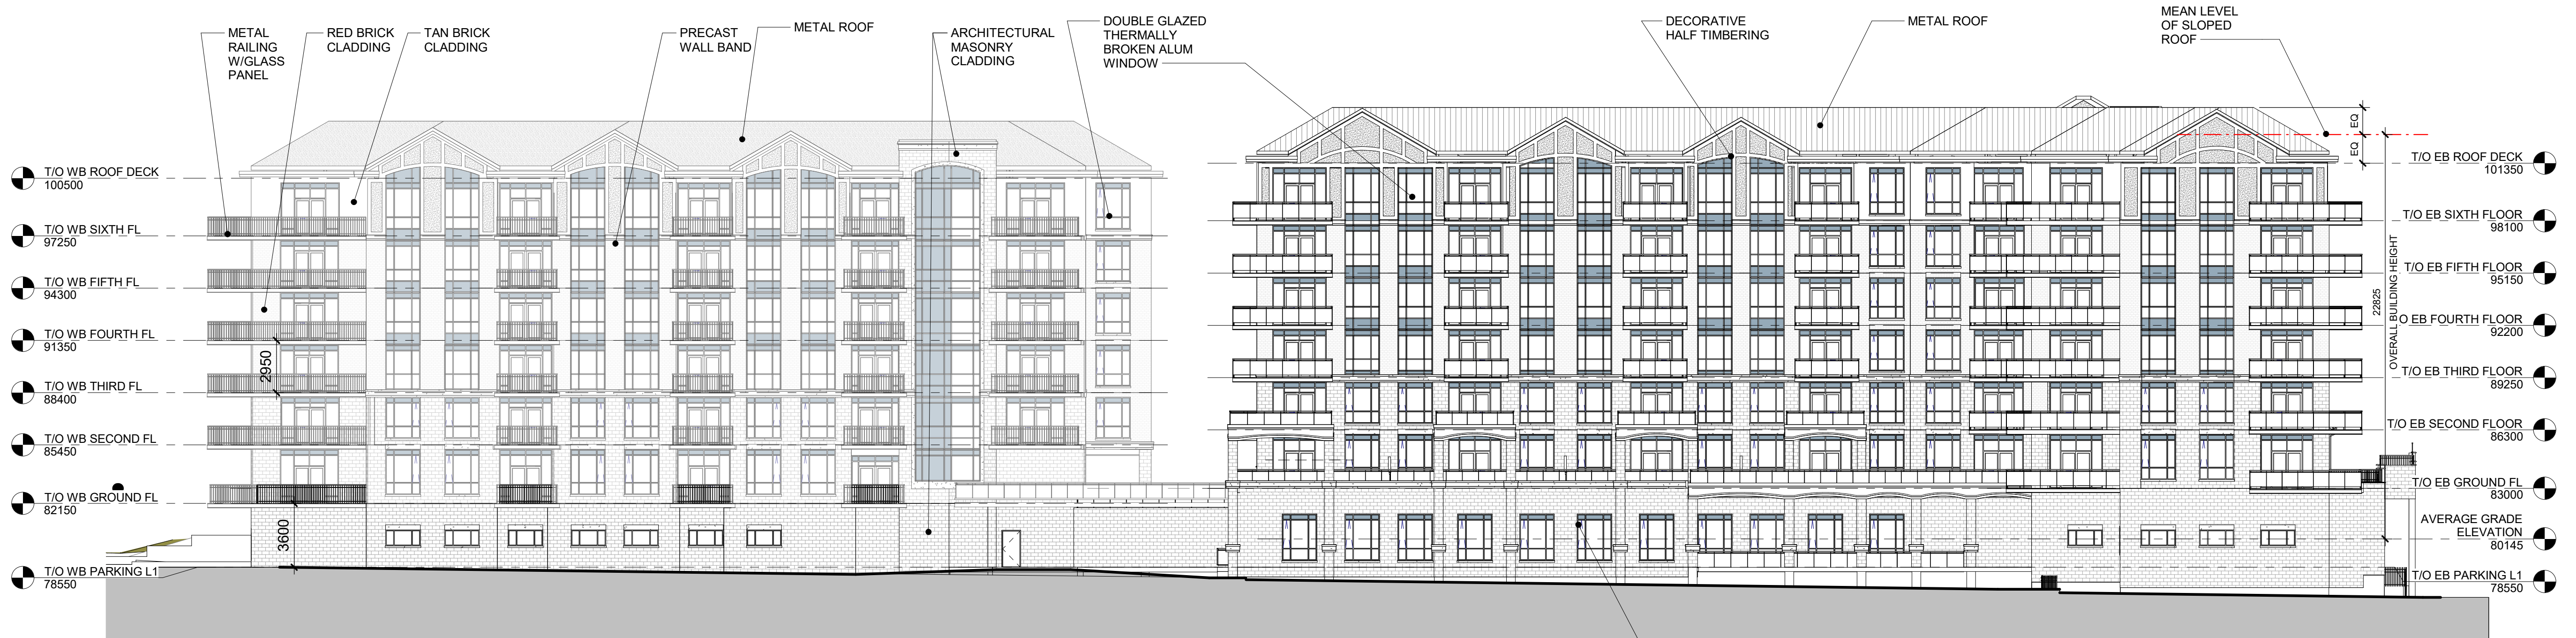 METAL
RAILING
W/GLASS
PANEL
RED BRICK
CLADDING
TAN BRICK
CLADDING
PRECAST
WALL BAND
METAL ROOF
ARCHITECTURAL
MASONRY
CLADDING
DOUBLE GLAZED
THERMALLY
BROKEN ALUM
WINDOW
DECORATIVE
HALF TIMBERING
METAL ROOF
MEAN LEVEL
OF SLOPED
ROOF
T/O WB ROOF DECK
100500
T/O WB SIXTH FL
97250
T/O WB FIFTH FL
94300
T/O WB FOURTH FL
91350
T/O WB THIRD FL
88400
T/O WB SECOND FL
85450
T/O WB GROUND FL
82150
T/O WB PARKING L1
78550
2950
3600
EQ
EQ
22825
OVERALL BUILDING HEIGHT
T/O EB ROOF DECK
101350
T/O EB SIXTH FLOOR
98100
T/O EB FIFTH FLOOR
95150
O EB FOURTH FLOOR
92200
T/O EB THIRD FLOOR
89250
T/O EB SECOND FLOOR
86300
T/O EB GROUND FL
83000
AVERAGE GRADE
ELEVATION
80145
T/O EB PARKING L1
78550